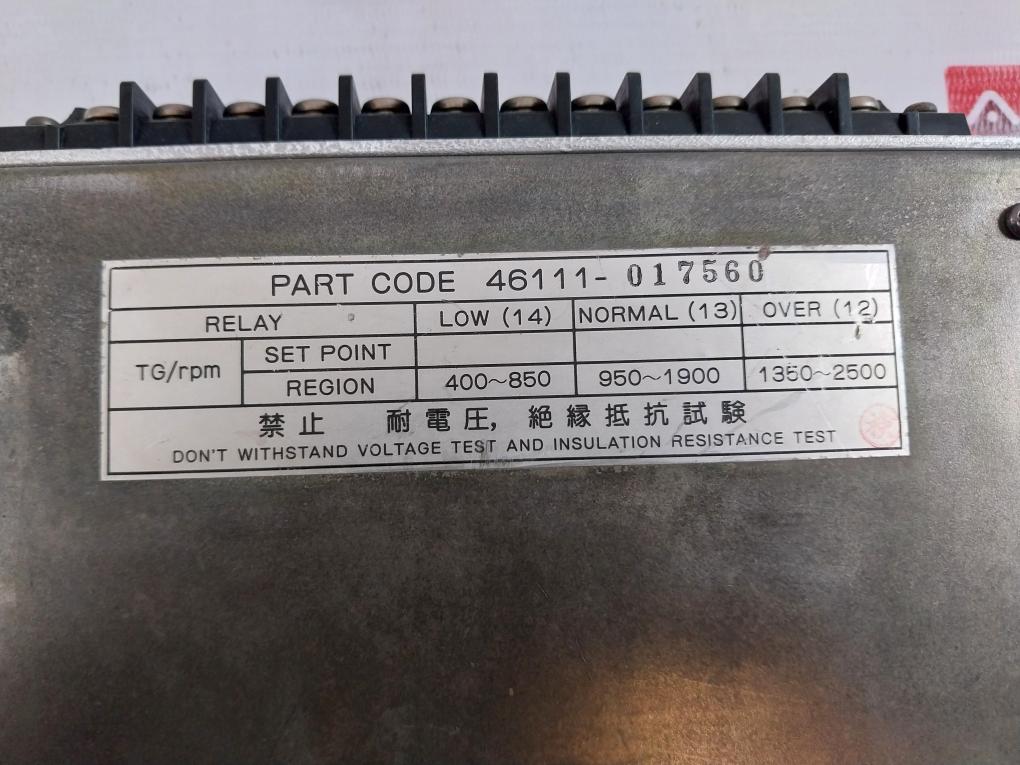 PART CODE 46111-017560
RELAY LOW (14) NORMAL (13) OVER (12)
TG/rpm SET POINT
REGION 400～850 950～1900 1350～2500
禁止 耐電圧, 絶縁抵抗試験
DON'T WITHSTAND VOLTAGE TEST AND INSULATION RESISTANCE TEST